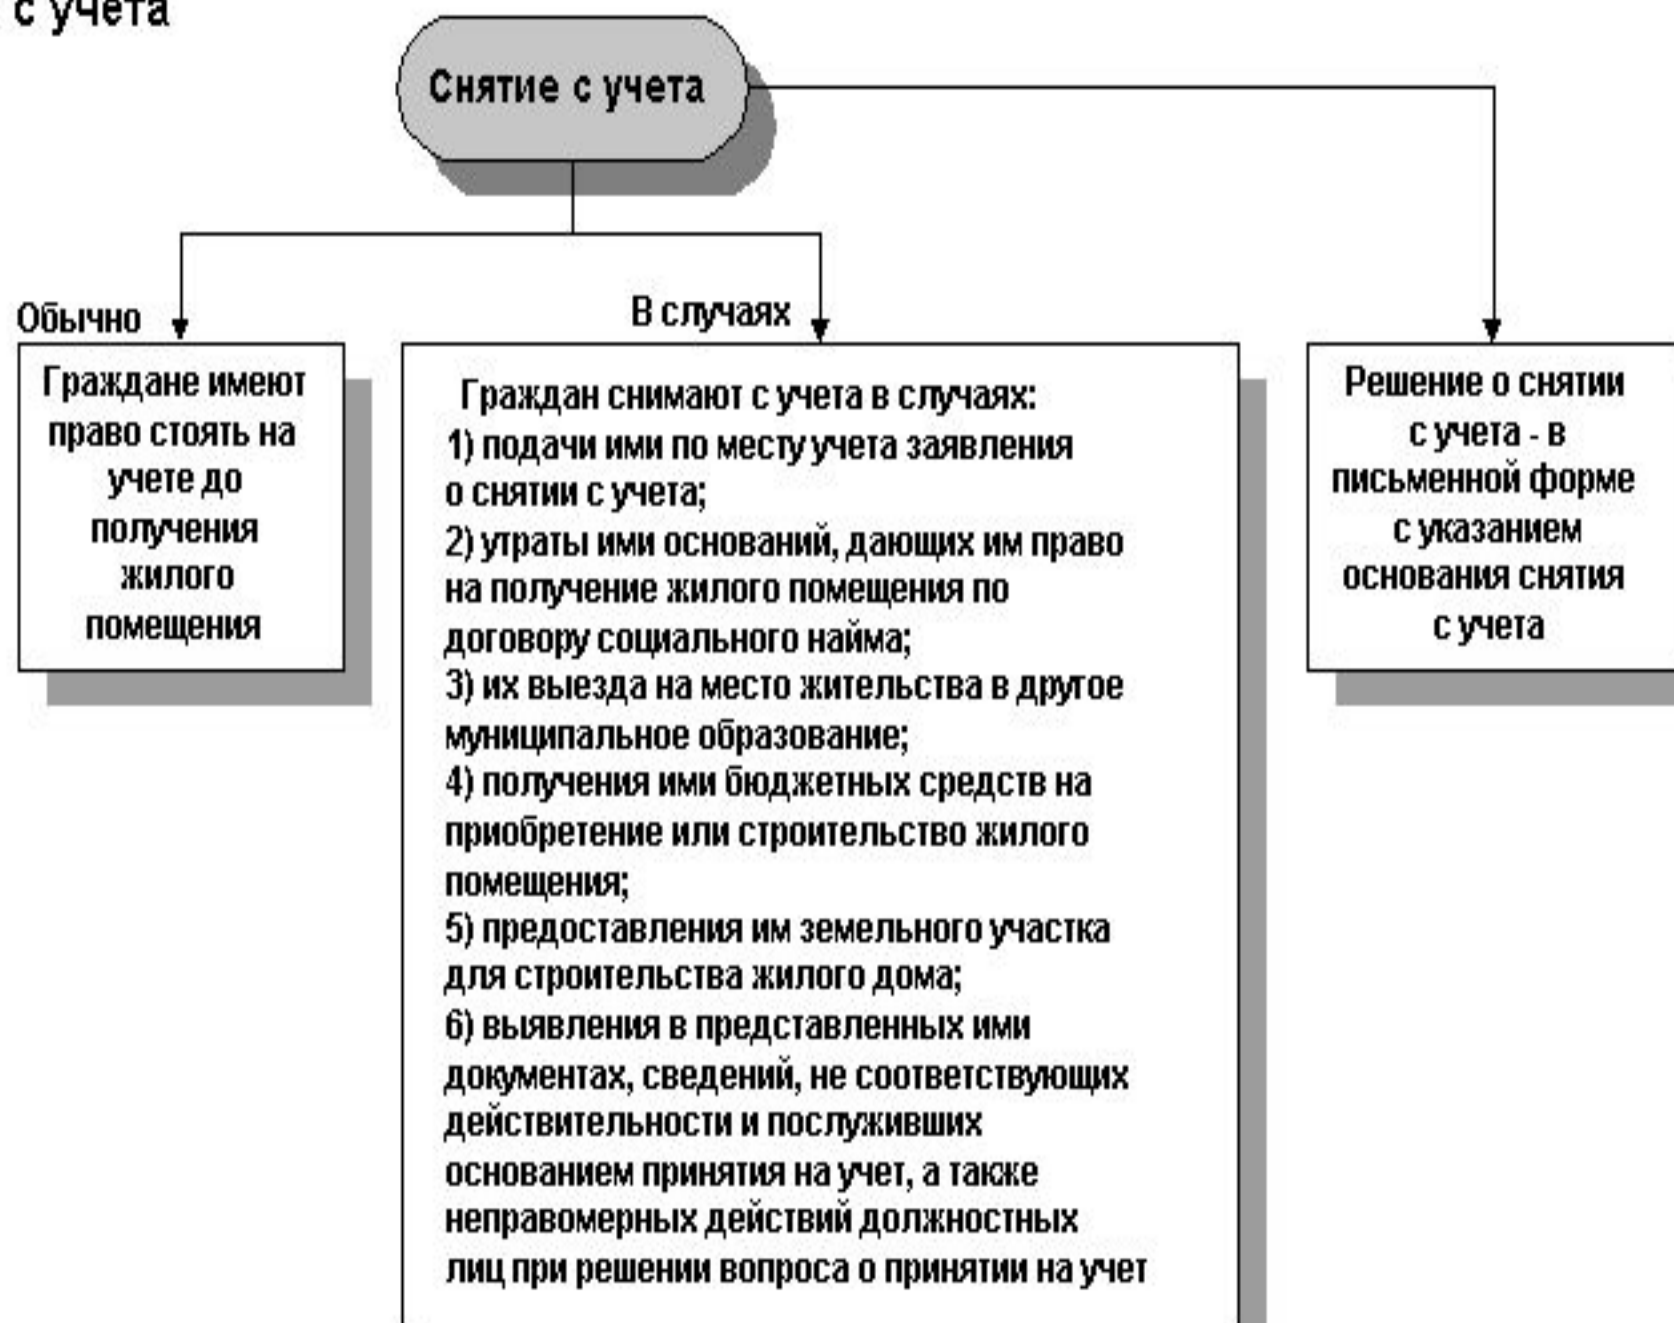 с учета
Снятие с учета
Обычно
Граждане имеют
право стоять на
учете до
получения
жилого
помещения
В случаях
Граждан снимают с учета в случаях:
1) подачи ими по месту учета заявления
о снятии с учета;
2) утраты ими оснований, дающих им право
на получение жилого помещения по
договору социального найма;
3) их выезда на место жительства в другое
муниципальное образование;
4) получения ими бюджетных средств на
приобретение или строительство жилого
помещения;
5) предоставления им земельного участка
для строительства жилого дома;
6) выявления в представленных ими
документах, сведений, не соответствующих
действительности и послуживших
основанием принятия на учет, а также
неправомерных действий должностных
лиц при решении вопроса о принятии на учет
Решение о снятии
с учета - в
письменной форме
с указанием
основания снятия
с учета